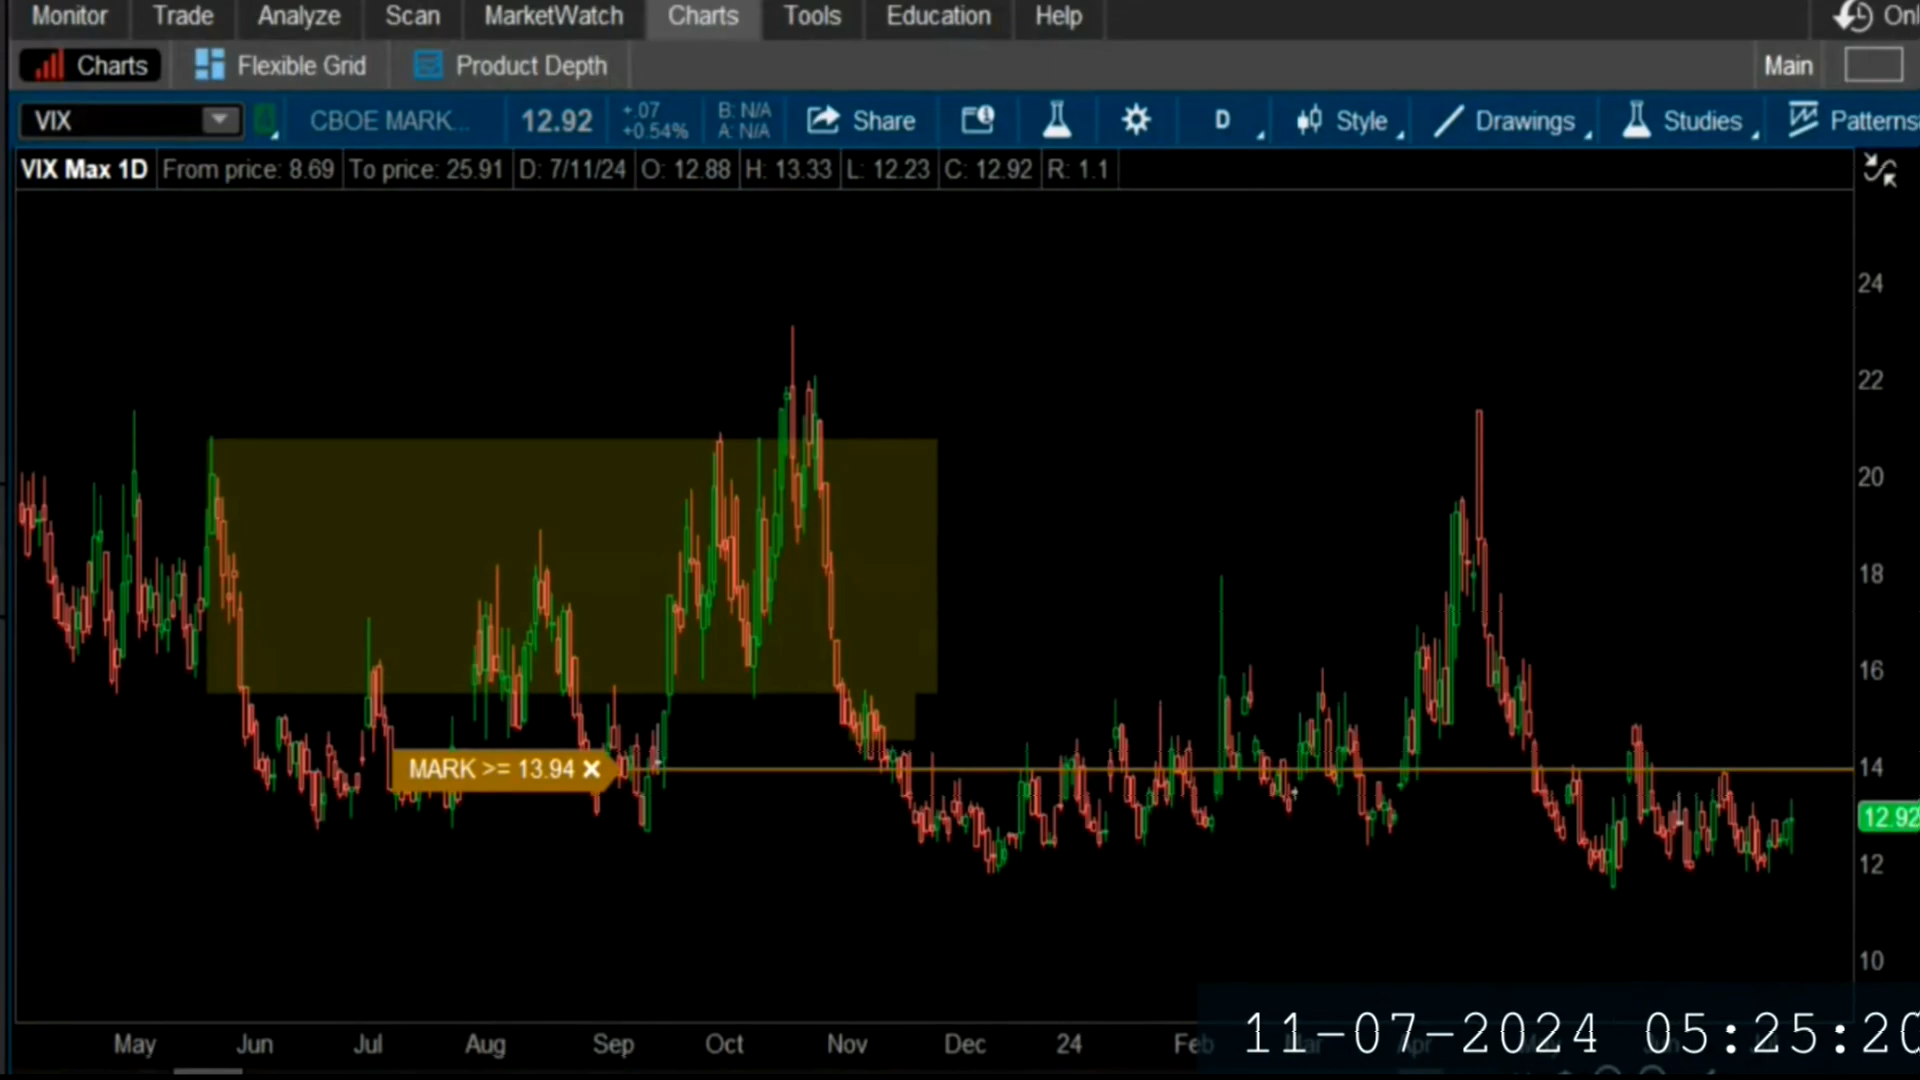 Monitor Trade Analyze Scan MarketWatch Charts Tools Education Help Onl
Charts Flexible Grid Product Depth Main
VIX CBOE MARK... 12.92 +.07 +0.54% B: N/A A: N/A Share D Style Drawings Studies Patterns
VIX Max 1D From price: 8.69 To price: 25.91 D: 7/11/24 O: 12.88 H: 13.33 L: 12.23 C: 12.92 R: 1.1
24
22
20
18
16
MARK >= 13.94 X
14
12.92
12
10
May Jun Jul Aug Sep Oct Nov Dec 24 Feb Mar Apr
11-07-2024 05:25:20